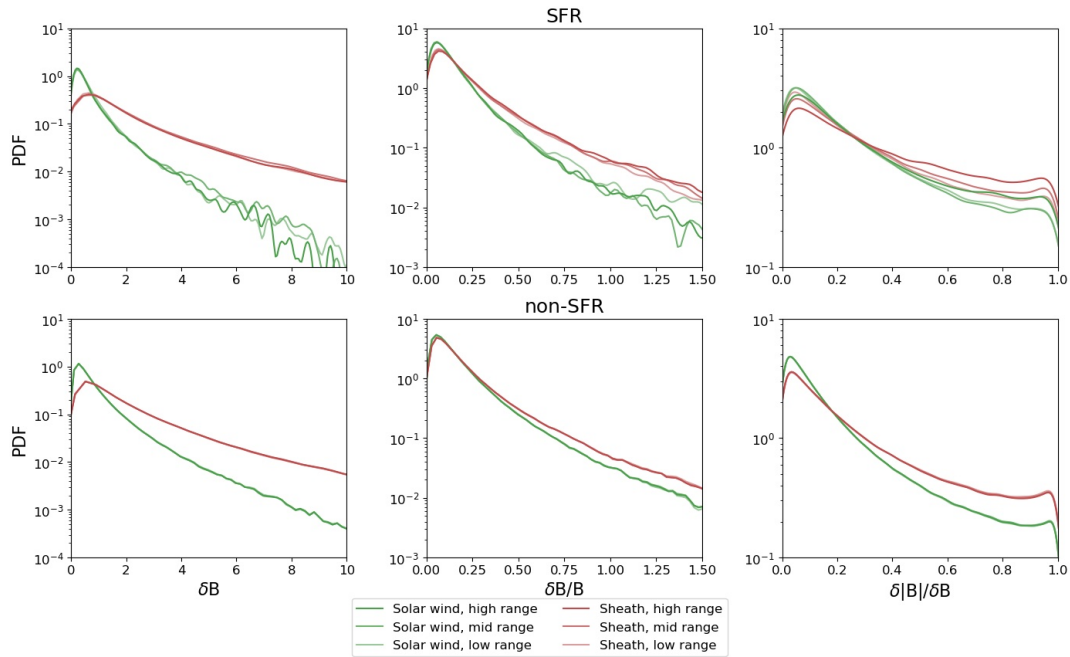 SFR
PDF
10^1
10^0
10^-1
10^-2
10^-3
10^-4
0 2 4 6 8 10
10^1
10^0
10^-1
10^-2
10^-3
0.00 0.25 0.50 0.75 1.00 1.25 1.50
10^1
10^0
10^-1
0.0 0.2 0.4 0.6 0.8 1.0
non-SFR
PDF
10^1
10^0
10^-1
10^-2
10^-3
10^-4
0 2 4 6 8 10
δB
10^1
10^0
10^-1
10^-2
10^-3
0.00 0.25 0.50 0.75 1.00 1.25 1.50
δB/B
10^1
10^0
10^-1
0.0 0.2 0.4 0.6 0.8 1.0
δ|B|/δB
Solar wind, high range
Solar wind, mid range
Solar wind, low range
Sheath, high range
Sheath, mid range
Sheath, low range